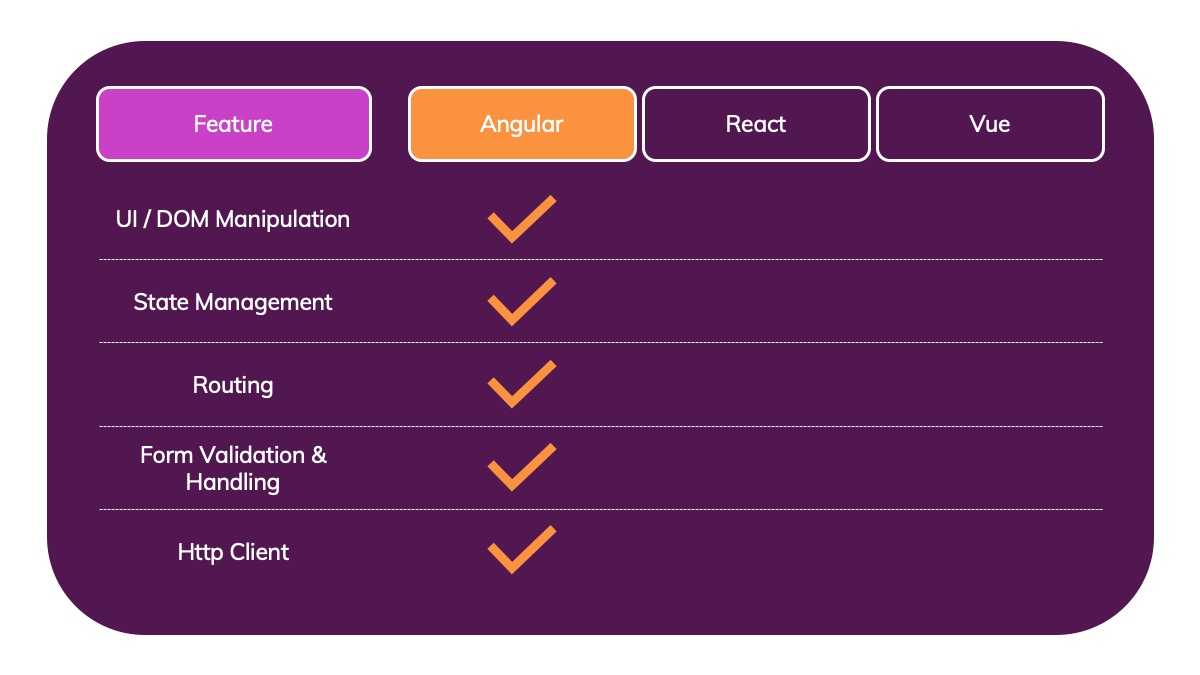 Feature
Angular
React
Vue
UI / DOM Manipulation
State Management
Routing
Form Validation &
Handling
Http Client